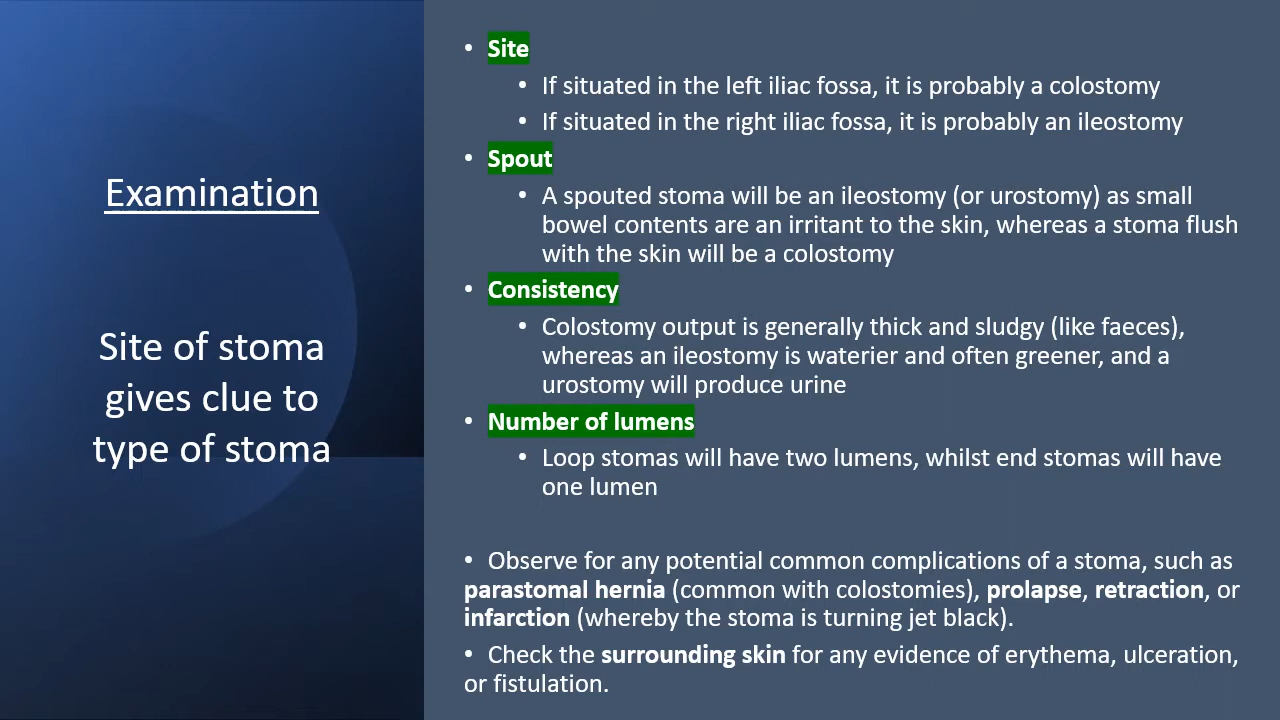 Examination
Site of stoma
gives clue to
type of stoma
• Site
• If situated in the left iliac fossa, it is probably a colostomy
• If situated in the right iliac fossa, it is probably an ileostomy
• Spout
• A spouted stoma will be an ileostomy (or urostomy) as small
bowel contents are an irritant to the skin, whereas a stoma flush
with the skin will be a colostomy
• Consistency
• Colostomy output is generally thick and sludgy (like faeces),
whereas an ileostomy is waterier and often greener, and a
urostomy will produce urine
• Number of lumens
• Loop stomas will have two lumens, whilst end stomas will have
one lumen
• Observe for any potential common complications of a stoma, such as
parastomal hernia (common with colostomies), prolapse, retraction, or
infarction (whereby the stoma is turning jet black).
• Check the surrounding skin for any evidence of erythema, ulceration,
or fistulation.